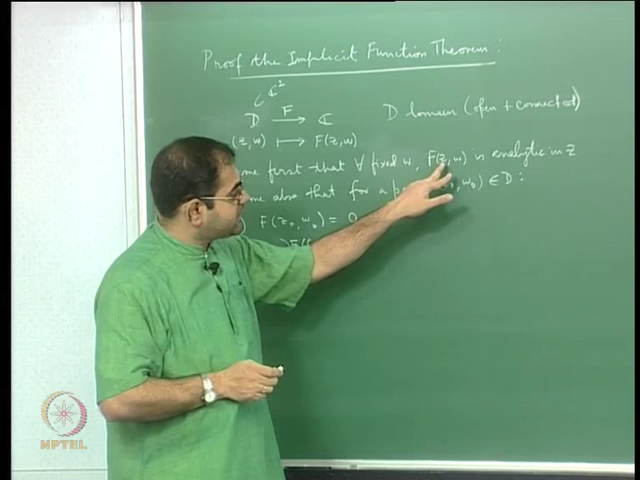 Proof the Implicit Function Theorem :
⊂ ℂ²
D —F→ ℂ D domain (open + connected)
(z, w) ⟼ F(z, w)
me first that ∀ fixed w, F(z, w) is analytic in z
me also that for a , w₀) ∈ D :
) F(z₀, w₀) = 0
NPTEL